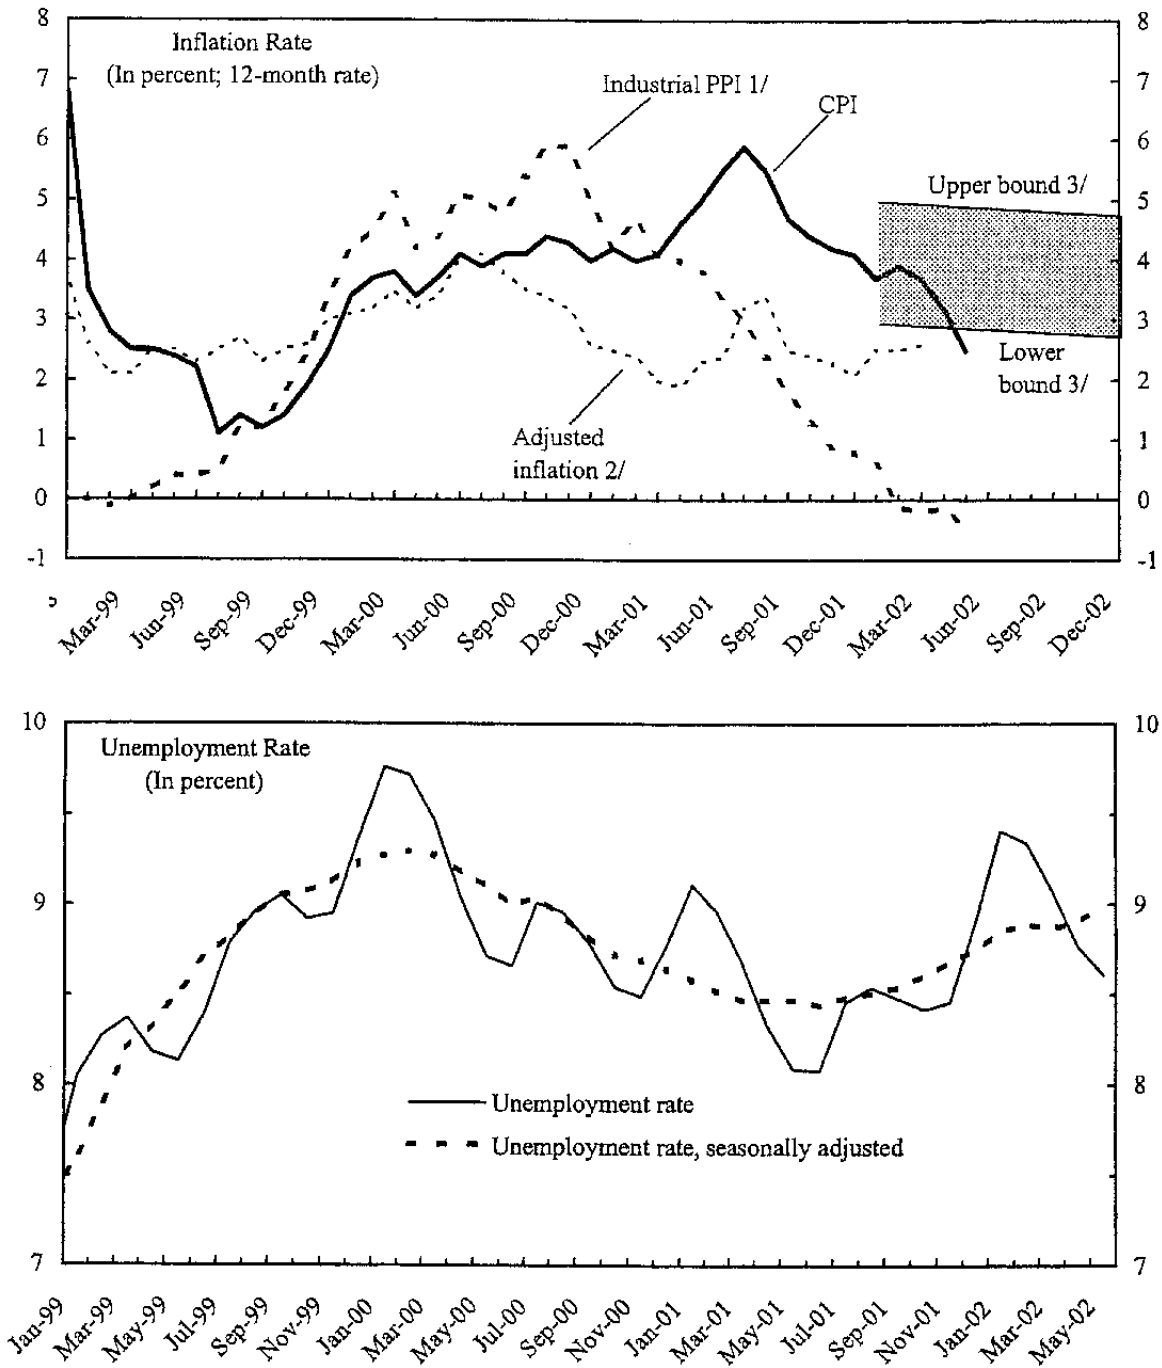 Inflation Rate
(In percent; 12-month rate)
Industrial PPI 1/
CPI
Upper bound 3/
Lower
bound 3/
Adjusted
inflation 2/
8
7
6
5
4
3
2
1
0
-1
8
7
6
5
4
3
2
1
0
-1
Mar-99
Jun-99
Sep-99
Dec-99
Mar-00
Jun-00
Sep-00
Dec-00
Mar-01
Jun-01
Sep-01
Dec-01
Mar-02
Jun-02
Sep-02
Dec-02
Unemployment Rate
(In percent)
10
9
8
7
10
9
8
7
Unemployment rate
Unemployment rate, seasonally adjusted
Jan-99
Mar-99
May-99
Jul-99
Sep-99
Nov-99
Jan-00
Mar-00
May-00
Jul-00
Sep-00
Nov-00
Jan-01
Mar-01
May-01
Jul-01
Sep-01
Nov-01
Jan-02
Mar-02
May-02